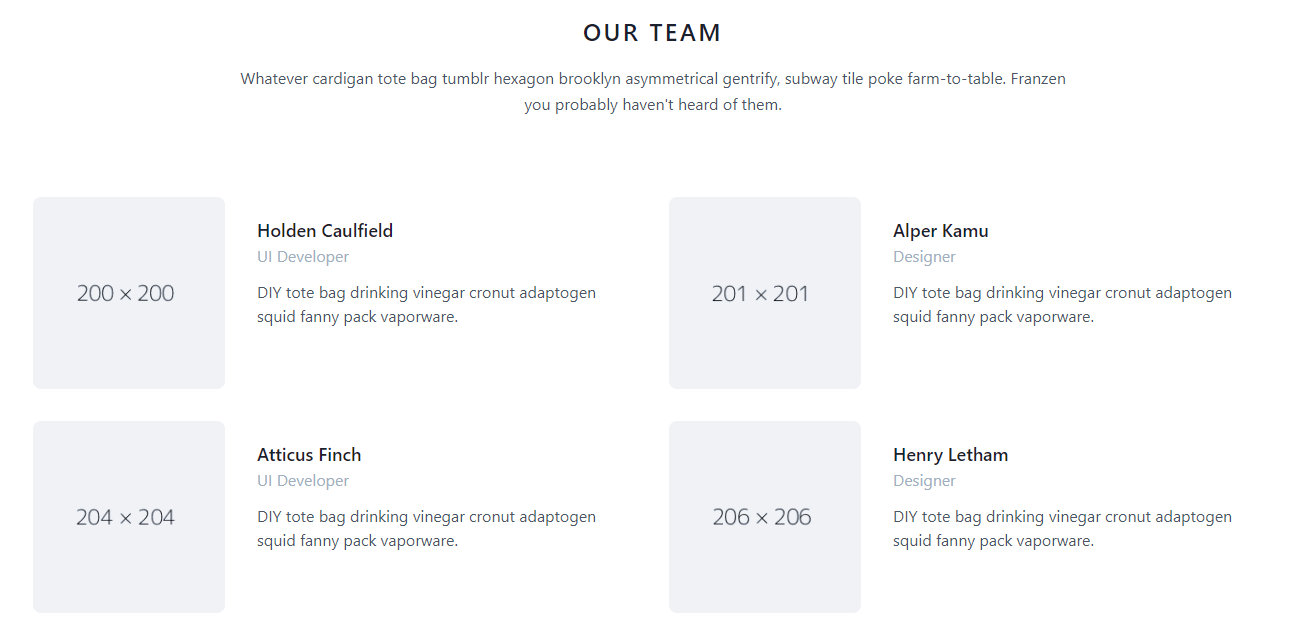 OUR TEAM
Whatever cardigan tote bag tumblr hexagon brooklyn asymmetrical gentrify, subway tile poke farm-to-table. Franzen
you probably haven't heard of them.
200 × 200
Holden Caulfield
UI Developer
DIY tote bag drinking vinegar cronut adaptogen
squid fanny pack vaporware.
201 × 201
Alper Kamu
Designer
DIY tote bag drinking vinegar cronut adaptogen
squid fanny pack vaporware.
204 × 204
Atticus Finch
UI Developer
DIY tote bag drinking vinegar cronut adaptogen
squid fanny pack vaporware.
206 × 206
Henry Letham
Designer
DIY tote bag drinking vinegar cronut adaptogen
squid fanny pack vaporware.